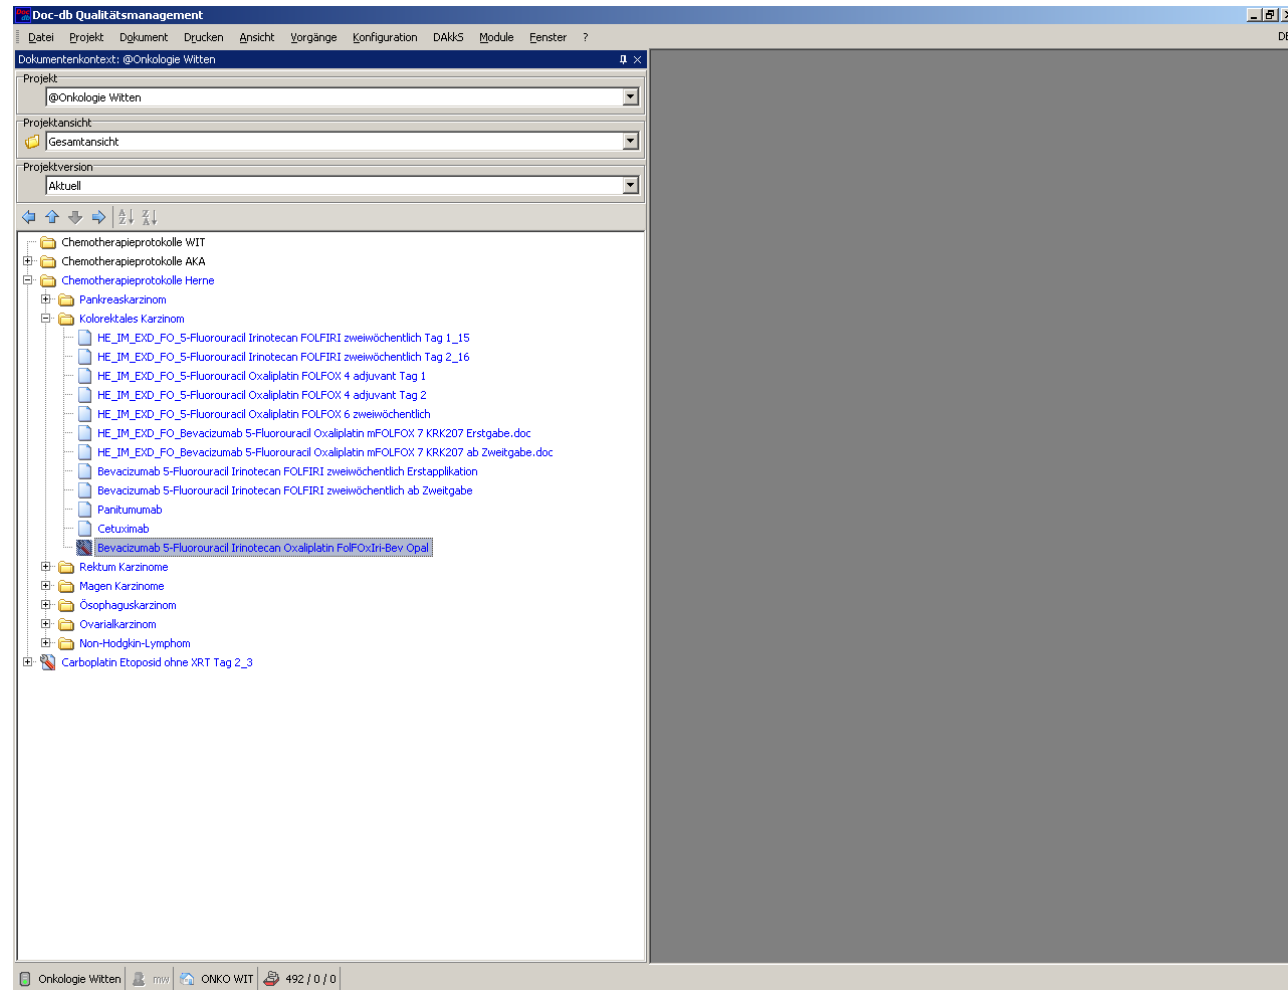 Doc-db Qualitätsmanagement
Datei Projekt Dokument Drucken Ansicht Vorgänge Konfiguration DAkkS Module Fenster ?
Dokumentenkontext: @Onkologie Witten
Projekt
@Onkologie Witten
Projektansicht
Gesamtansicht
Projektversion
Aktuell
Chemotherapieprotokolle WIT
Chemotherapieprotokolle AKA
Chemotherapieprotokolle Herne
Pankreaskarzinom
Kolorektales Karzinom
HE_IM_EXD_FO_5-Fluorouracil Irinotecan FOLFIRI zweiwöchentlich Tag 1_15
HE_IM_EXD_FO_5-Fluorouracil Irinotecan FOLFIRI zweiwöchentlich Tag 2_16
HE_IM_EXD_FO_5-Fluorouracil Oxaliplatin FOLFOX 4 adjuvant Tag 1
HE_IM_EXD_FO_5-Fluorouracil Oxaliplatin FOLFOX 4 adjuvant Tag 2
HE_IM_EXD_FO_5-Fluorouracil Oxaliplatin FOLFOX 6 zweiwöchentlich
HE_IM_EXD_FO_Bevacizumab 5-Fluorouracil Oxaliplatin mFOLFOX 7 KRK207 Erstgabe.doc
HE_IM_EXD_FO_Bevacizumab 5-Fluorouracil Oxaliplatin mFOLFOX 7 KRK207 ab Zweitgabe.doc
Bevacizumab 5-Fluorouracil Irinotecan FOLFIRI zweiwöchentlich Erstapplikation
Bevacizumab 5-Fluorouracil Irinotecan FOLFIRI zweiwöchentlich ab Zweitgabe
Panitumumab
Cetuximab
Bevacizumab 5-Fluorouracil Irinotecan Oxaliplatin FolFOxIri-Bev Opal
Rektum Karzinome
Magen Karzinome
Ösophaguskarzinom
Ovarialkarzinom
Non-Hodgkin-Lymphom
Carboplatin Etoposid ohne XRT Tag 2_3
Onkologie Witten mw ONKO WIT 492 / 0 / 0